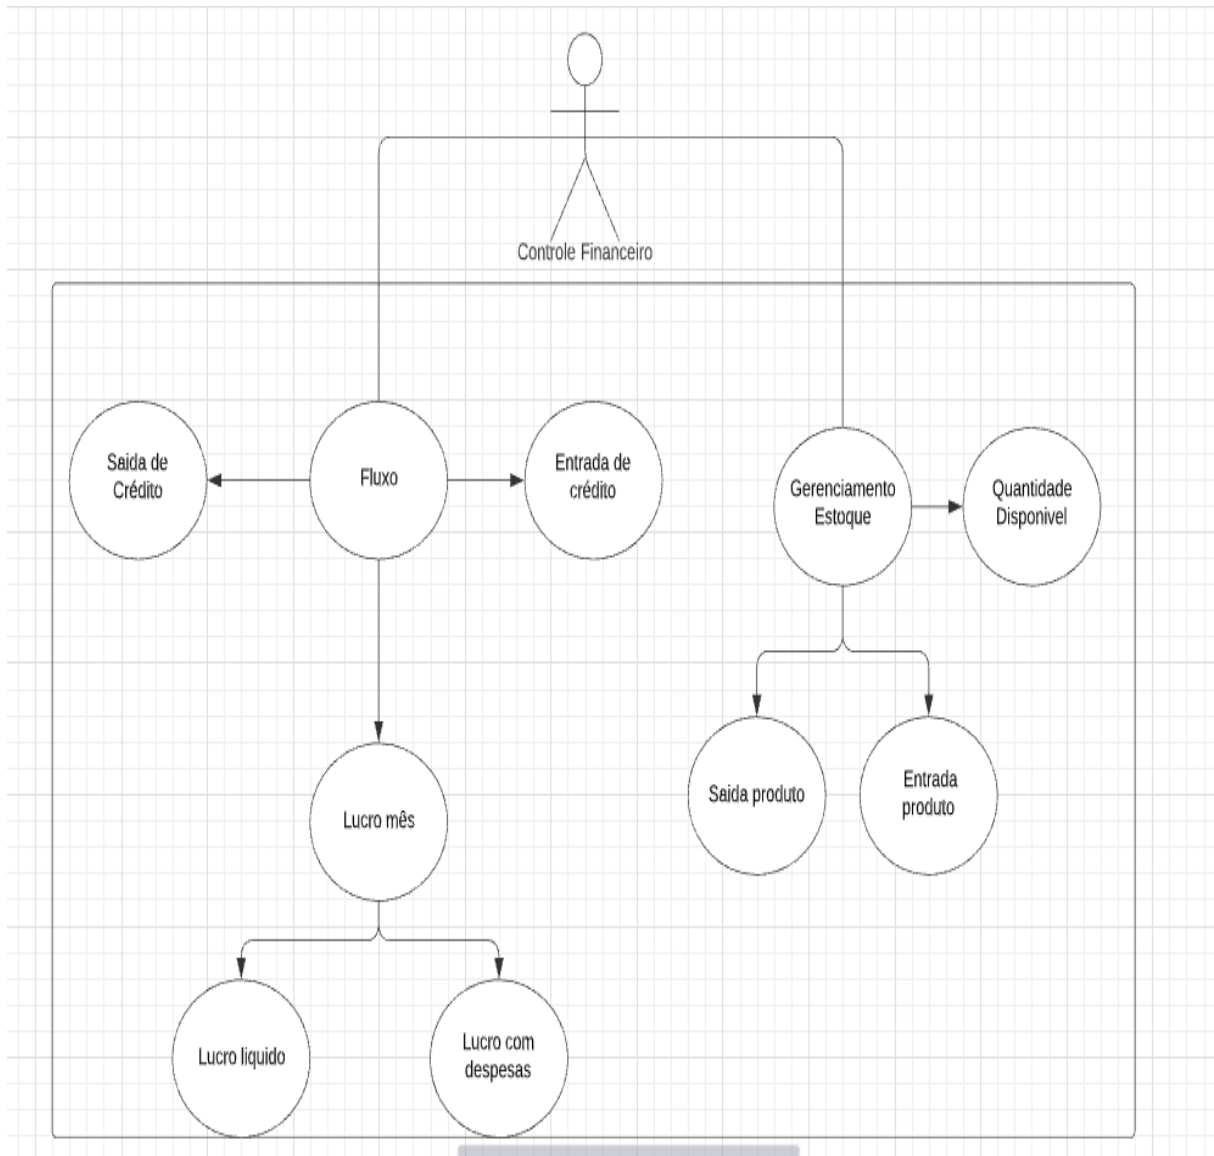 Controle Financeiro
Saida de
Crédito
Fluxo
Entrada de
crédito
Gerenciamento
Estoque
Quantidade
Disponivel
Lucro mês
Saida produto
Entrada
produto
Lucro liquido
Lucro com
despesas